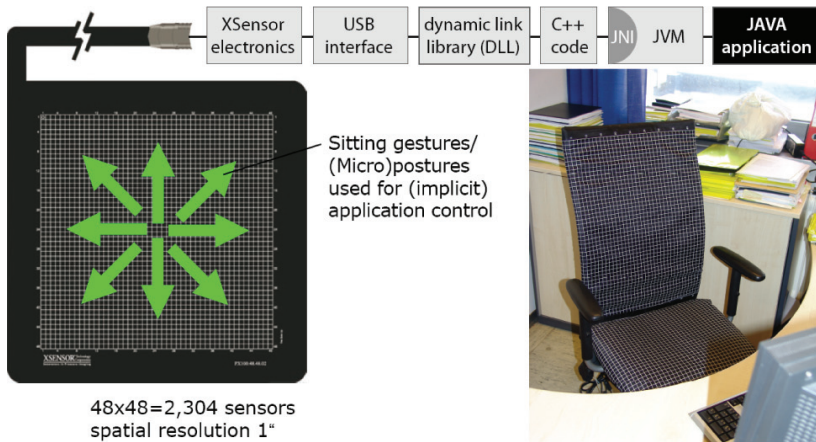 XSensor
electronics
USB
interface
dynamic link
library (DLL)
C++
code
JNI
JVM
JAVA
application
Sitting gestures/
(Micro)postures
used for (implicit)
application control
XSENSOR
48x48=2,304 sensors
spatial resolution 1“